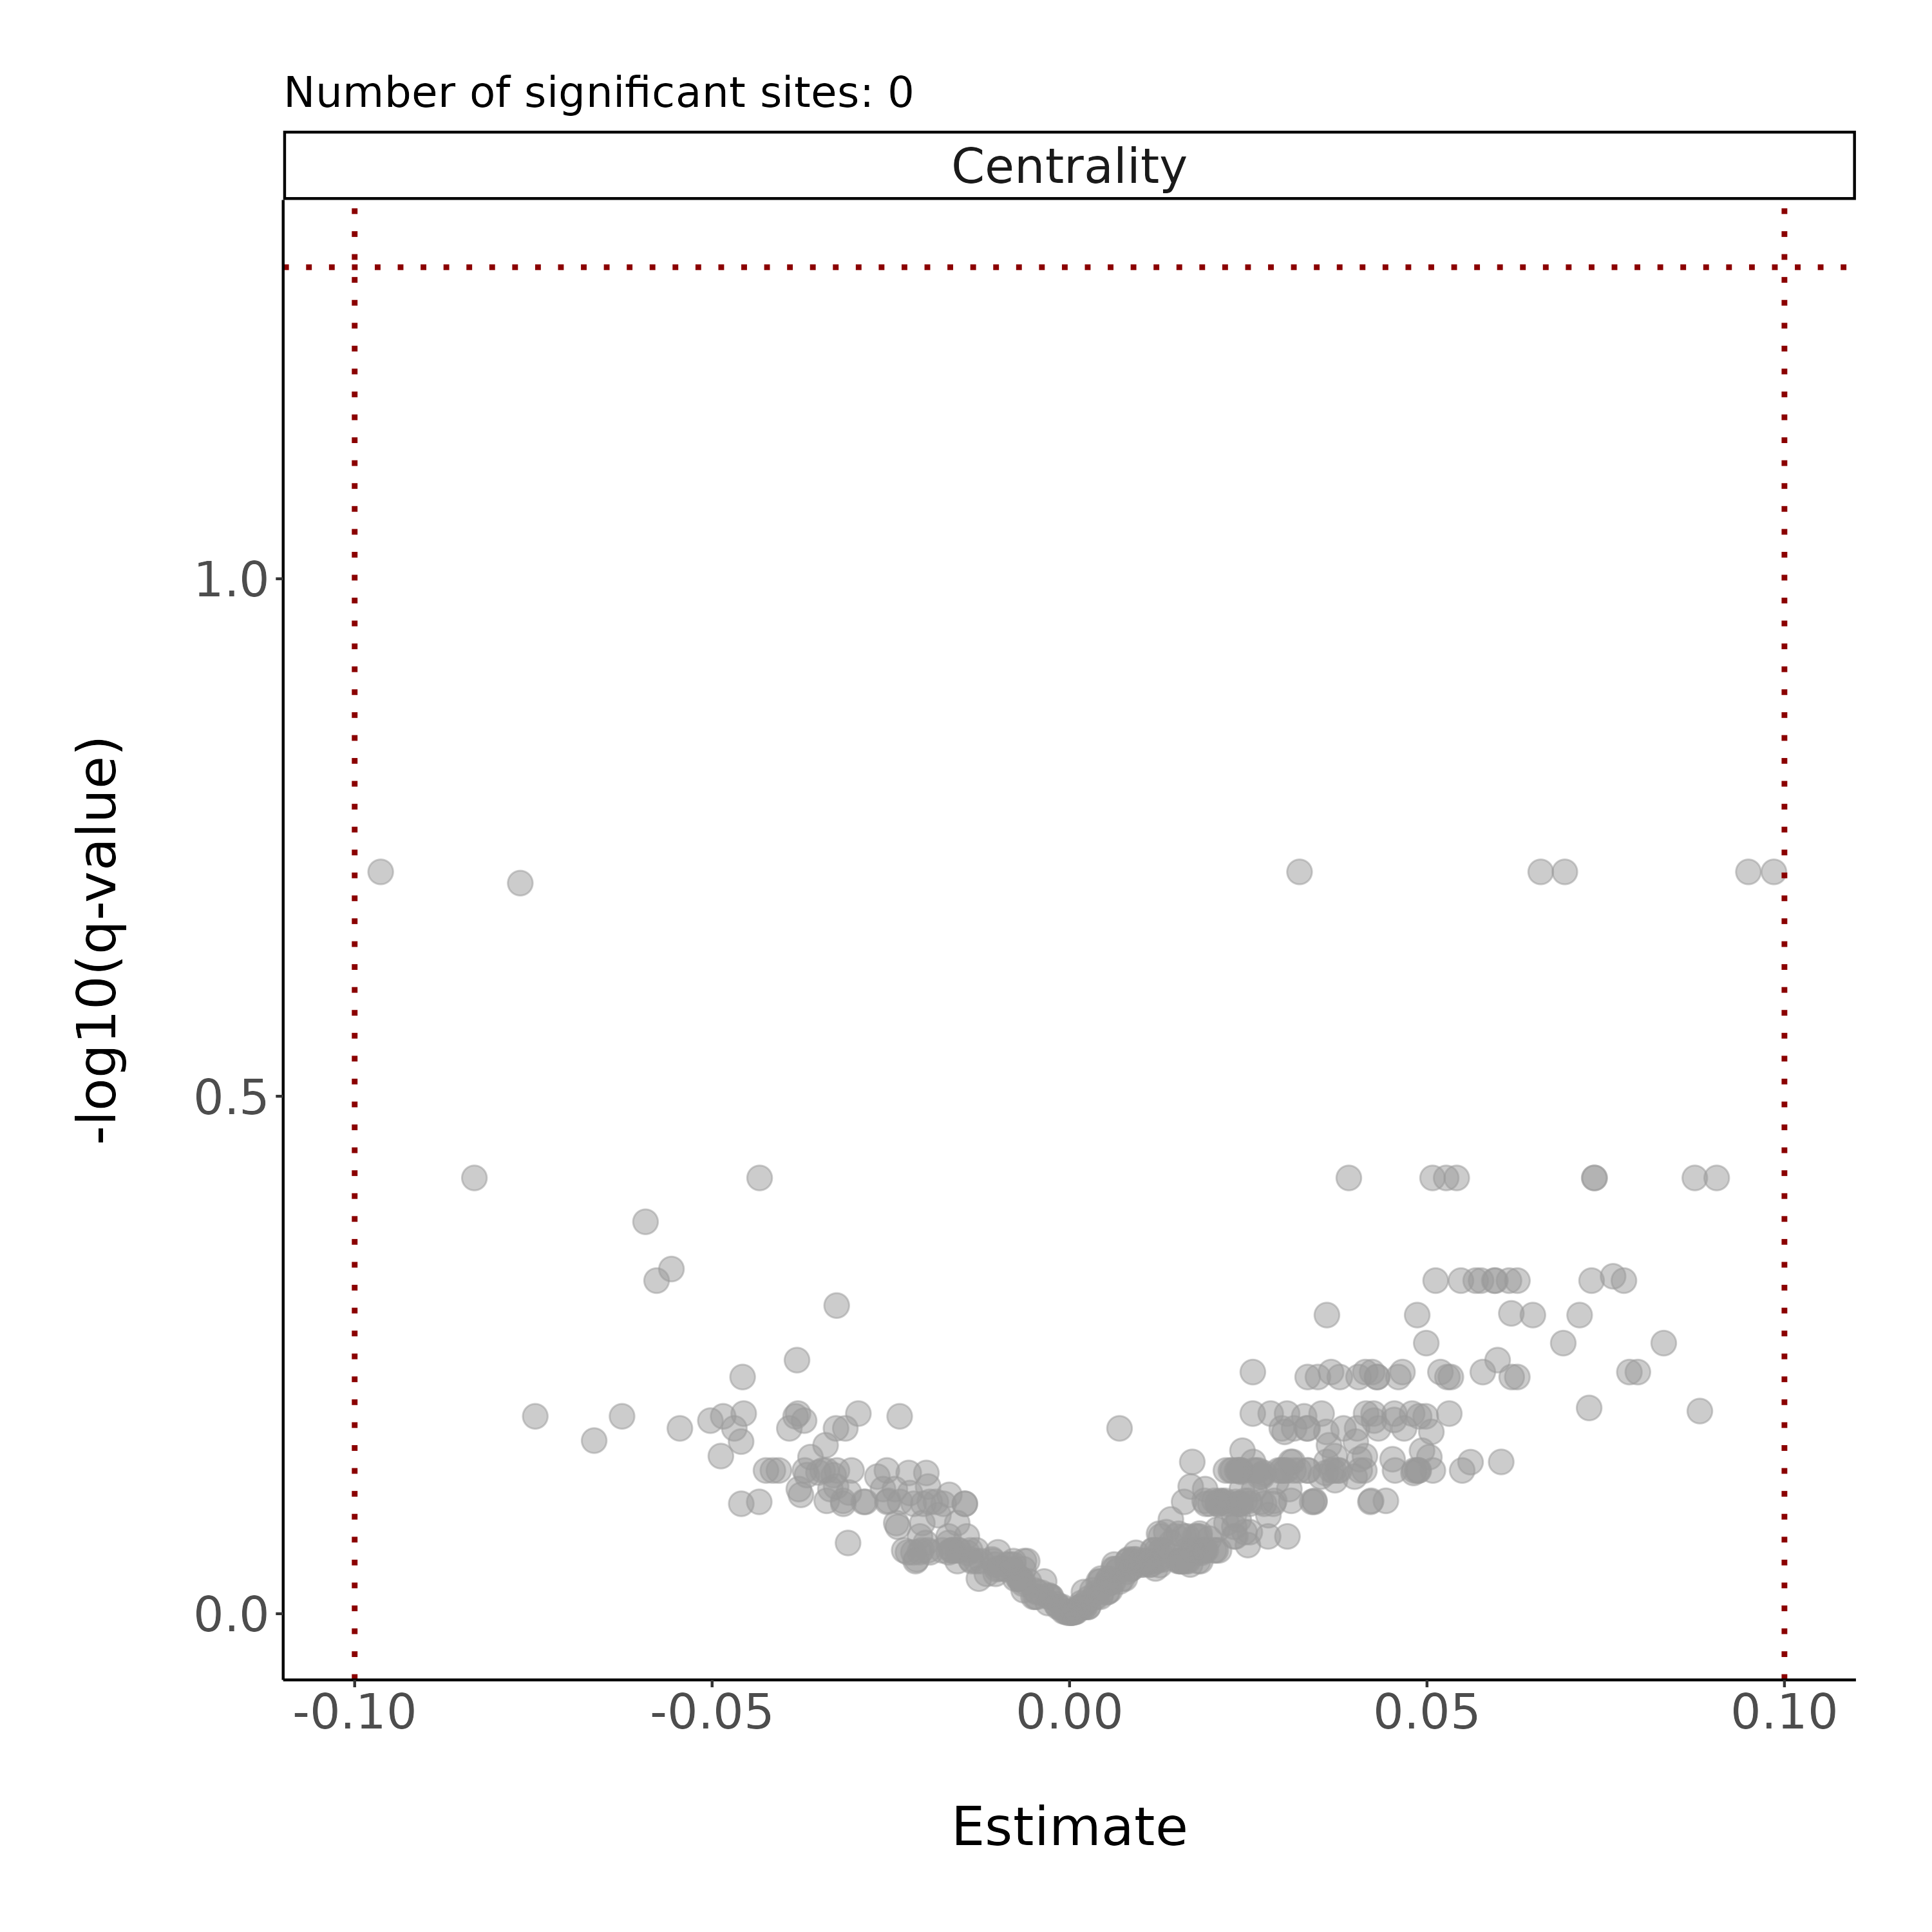 Number of significant sites: 0
Centrality
-log10(q-value)
1.0
0.5
0.0
-0.10
-0.05
0.00
0.05
0.10
Estimate